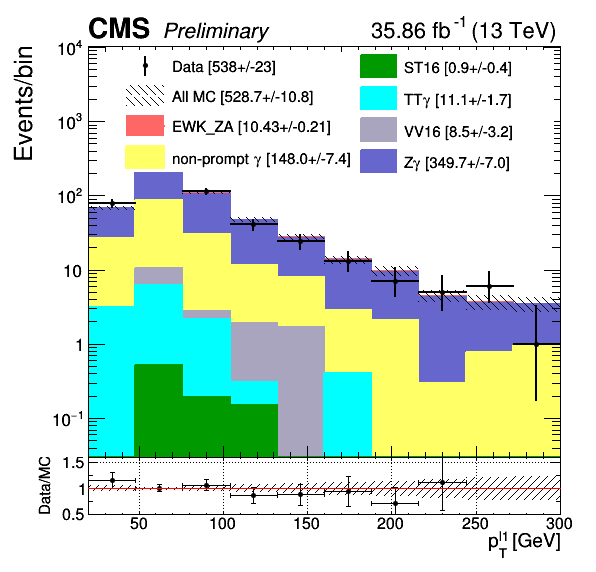 CMS Preliminary 35.86 fb⁻¹ (13 TeV)
Events/bin
10⁴
10³
10²
10
1
10⁻¹
Data [538+/-23]
All MC [528.7+/-10.8]
EWK_ZA [10.43+/-0.21]
non-prompt γ [148.0+/-7.4]
ST16 [0.9+/-0.4]
TTγ [11.1+/-1.7]
VV16 [8.5+/-3.2]
Zγ [349.7+/-7.0]
Data/MC
1.5
1
0.5
50 100 150 200 250 300
p_T^l1 [GeV]